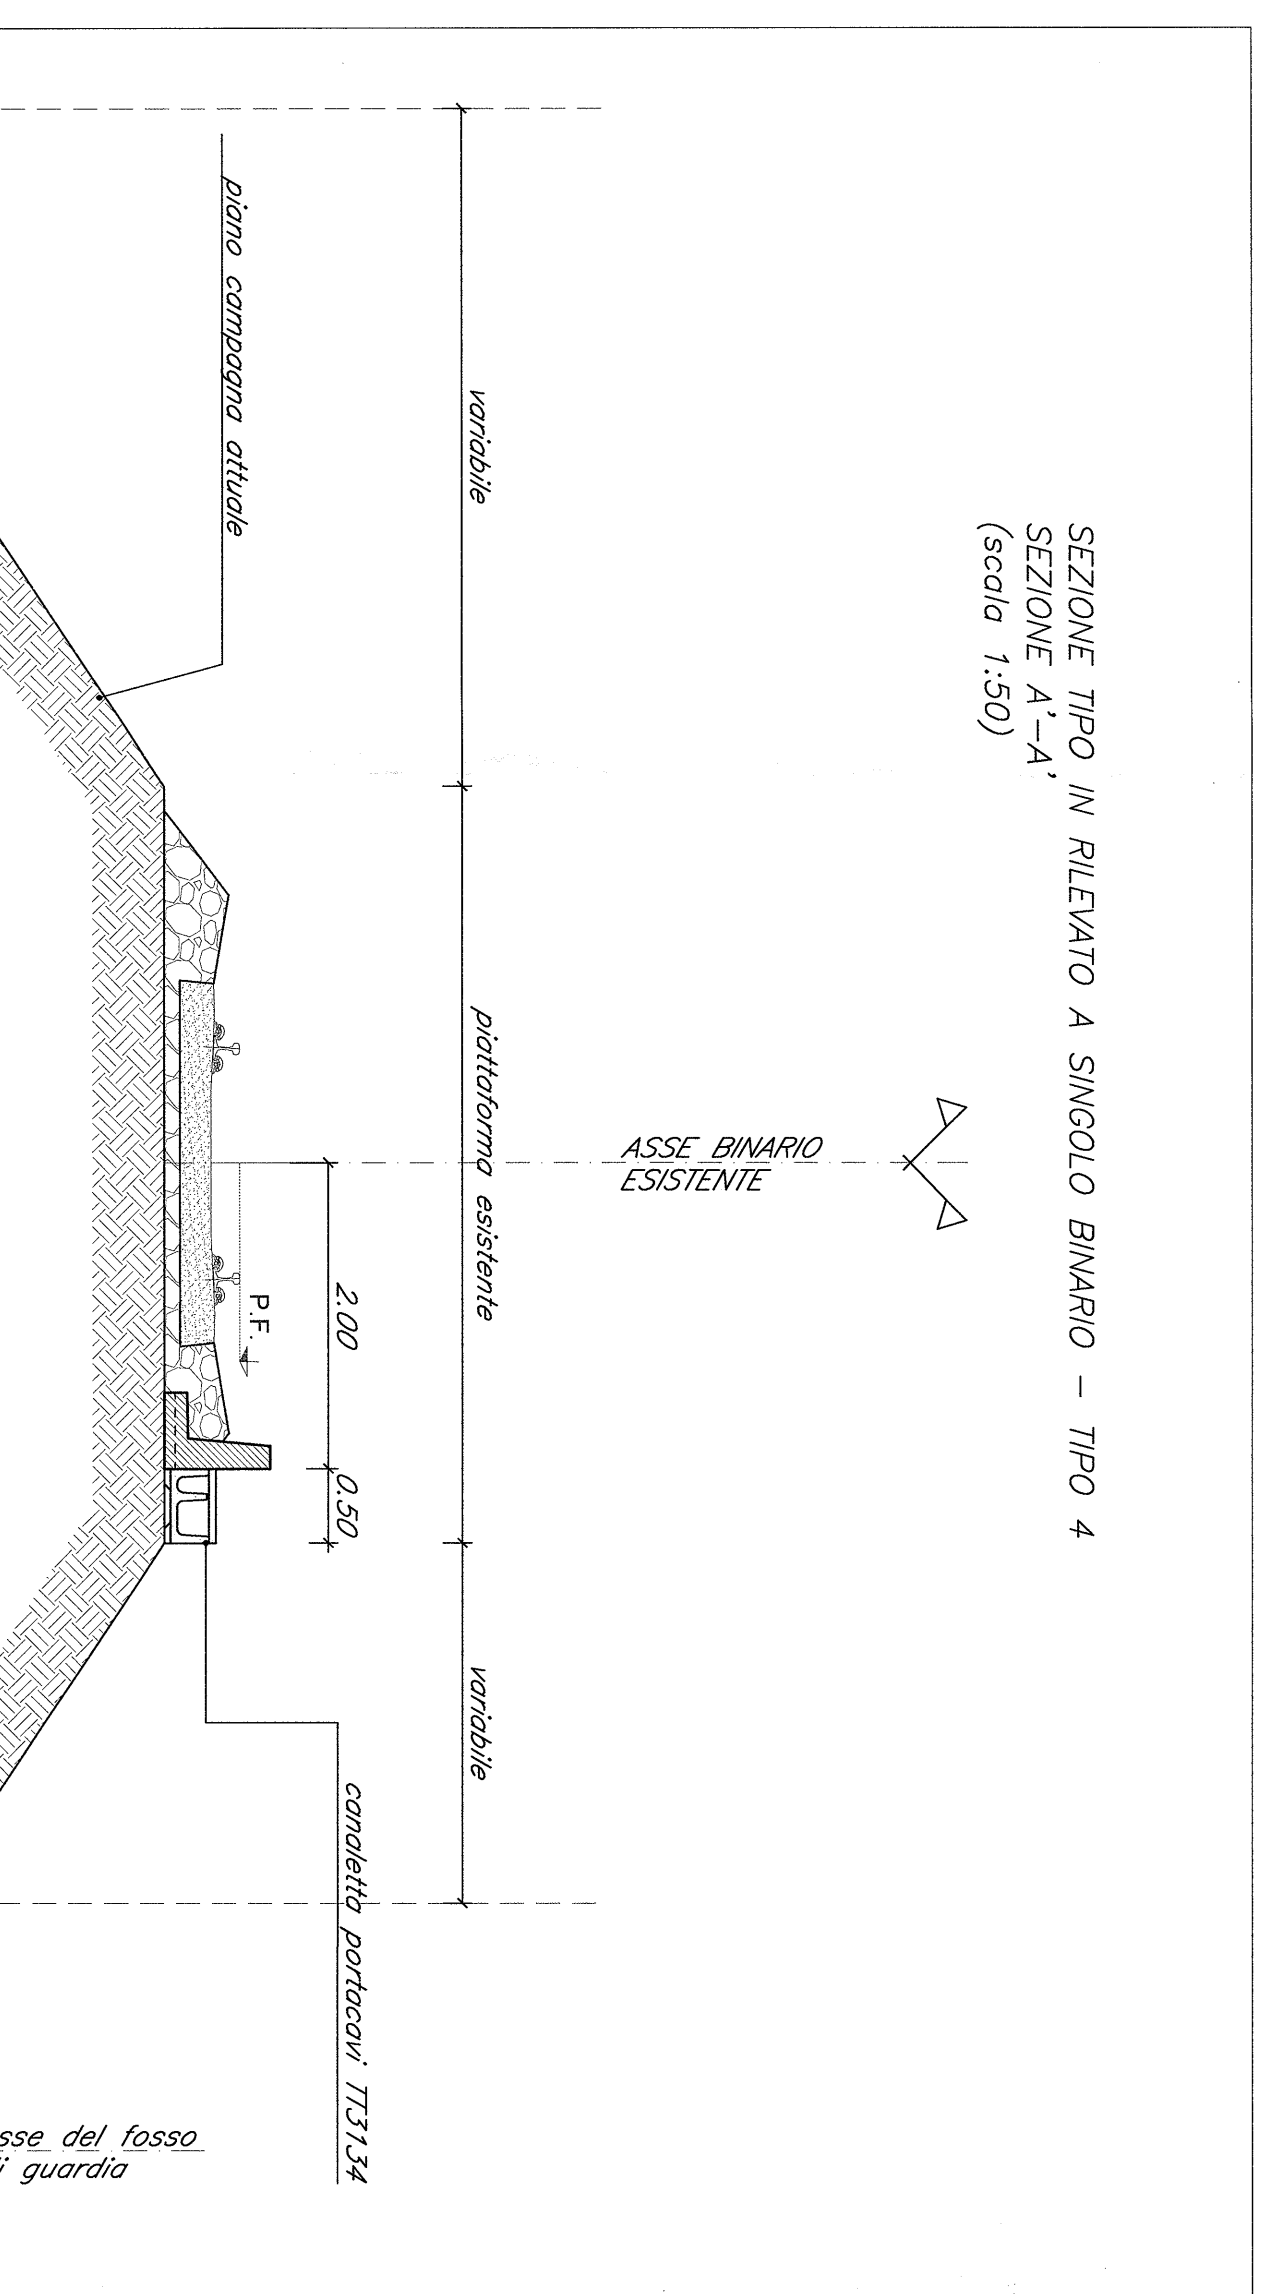 SEZIONE TIPO IN RILEVATO A SINGOLO BINARIO – TIPO 4
SEZIONE A'–A'
(scala 1:50)
ASSE BINARIO
ESISTENTE
variabile
piattaforma esistente
variabile
2.00
0.50
P.F.
piano campagna attuale
canaletta portacavi TT3134
sse del fosso
guardia